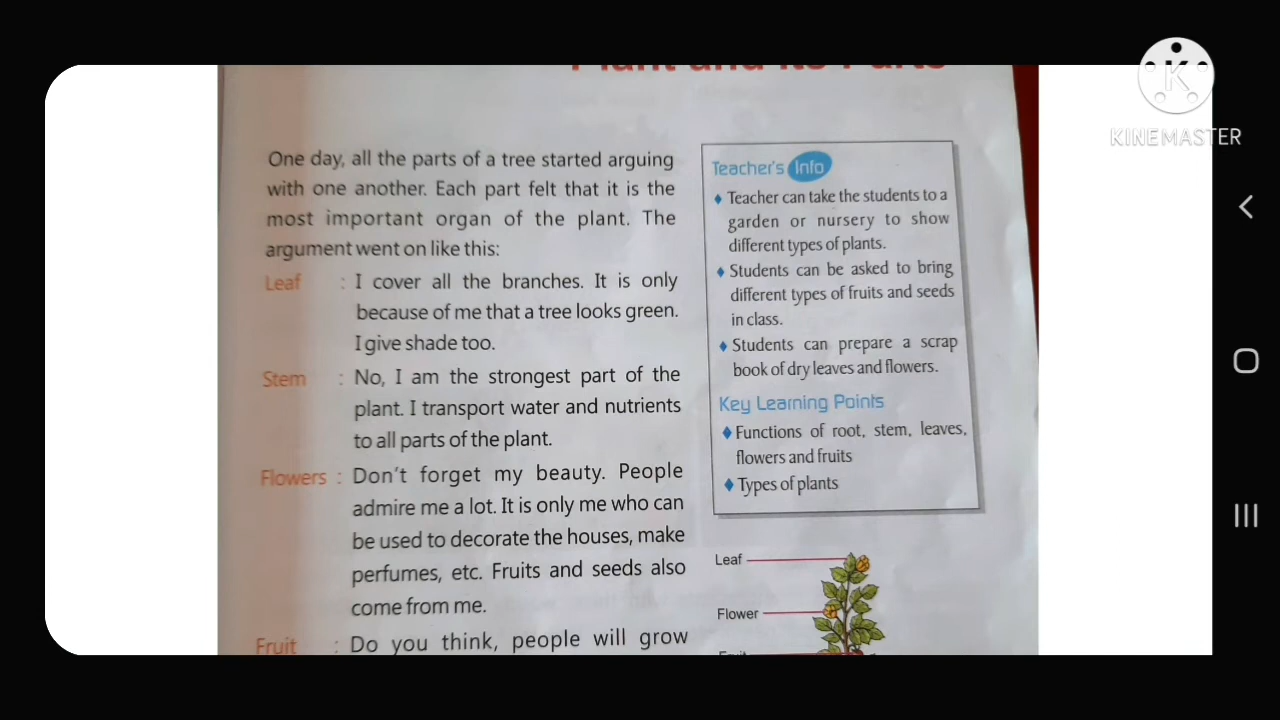 Plant and its Parts
KINEMASTER
One day, all the parts of a tree started arguing
with one another. Each part felt that it is the
most important organ of the plant. The
argument went on like this:
Leaf : I cover all the branches. It is only
because of me that a tree looks green.
I give shade too.
Stem : No, I am the strongest part of the
plant. I transport water and nutrients
to all parts of the plant.
Flowers : Don't forget my beauty. People
admire me a lot. It is only me who can
be used to decorate the houses, make
perfumes, etc. Fruits and seeds also
come from me.
Fruit : Do you think, people will grow
Teacher's Info
♦ Teacher can take the students to a
garden or nursery to show
different types of plants.
♦ Students can be asked to bring
different types of fruits and seeds
in class.
♦ Students can prepare a scrap
book of dry leaves and flowers.
Key Learning Points
♦ Functions of root, stem, leaves,
flowers and fruits
♦ Types of plants
Leaf
Flower
Fruit